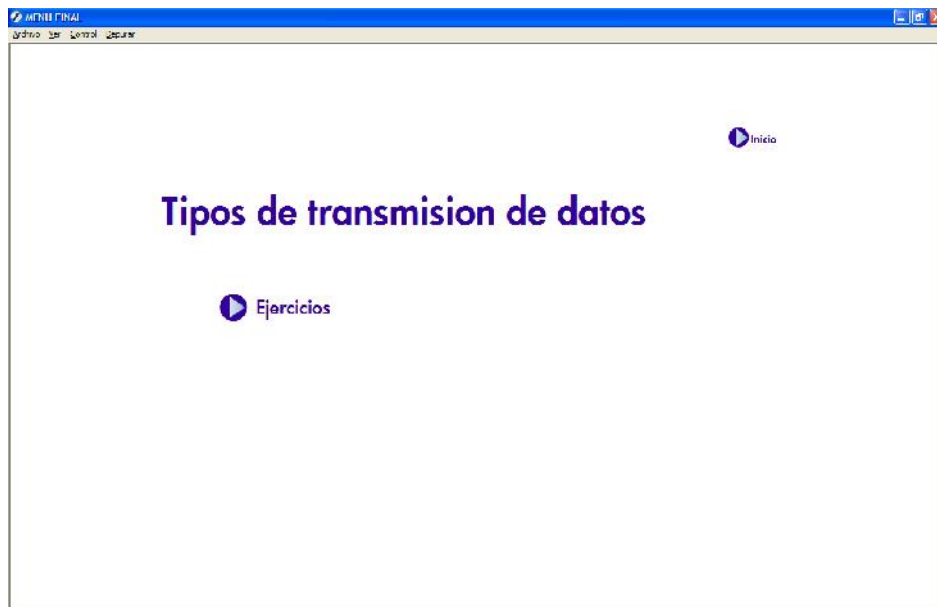 MENU FINAL
Archivo Ver Control Depurar
Inicio
Tipos de transmision de datos
Ejercicios